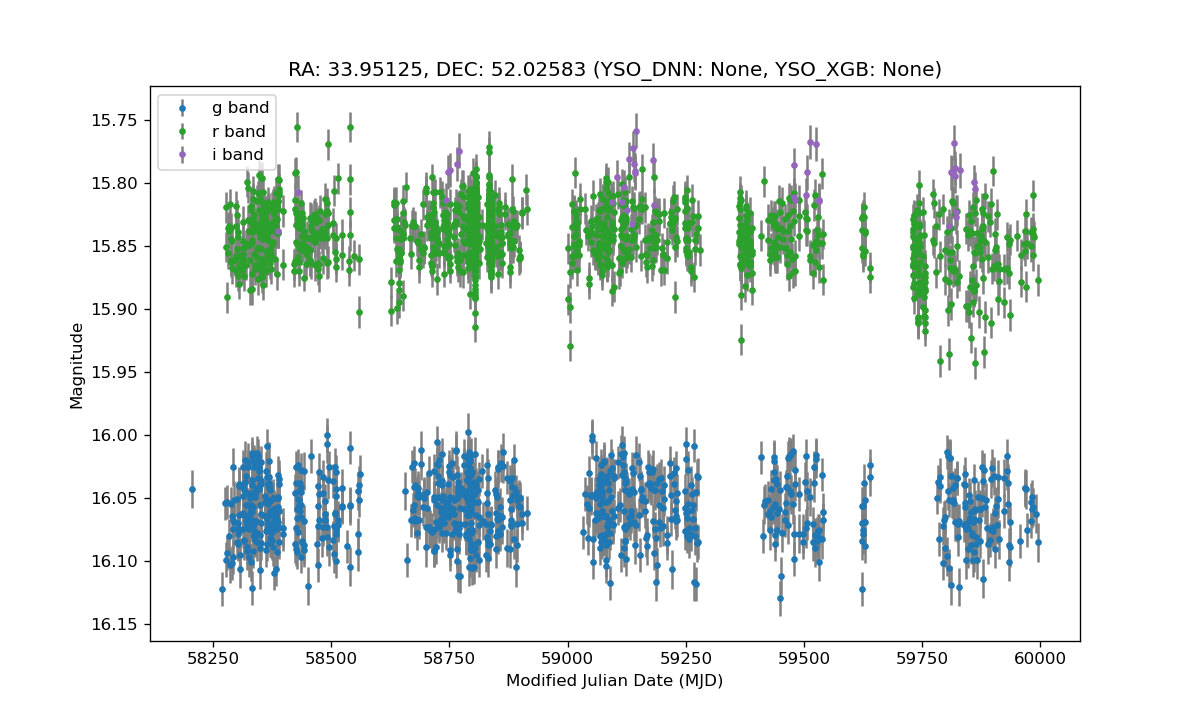 RA: 33.95125, DEC: 52.02583 (YSO_DNN: None, YSO_XGB: None)
g band
r band
i band
15.75
15.80
15.85
15.90
15.95
16.00
16.05
16.10
16.15
Magnitude
58250 58500 58750 59000 59250 59500 59750 60000
Modified Julian Date (MJD)